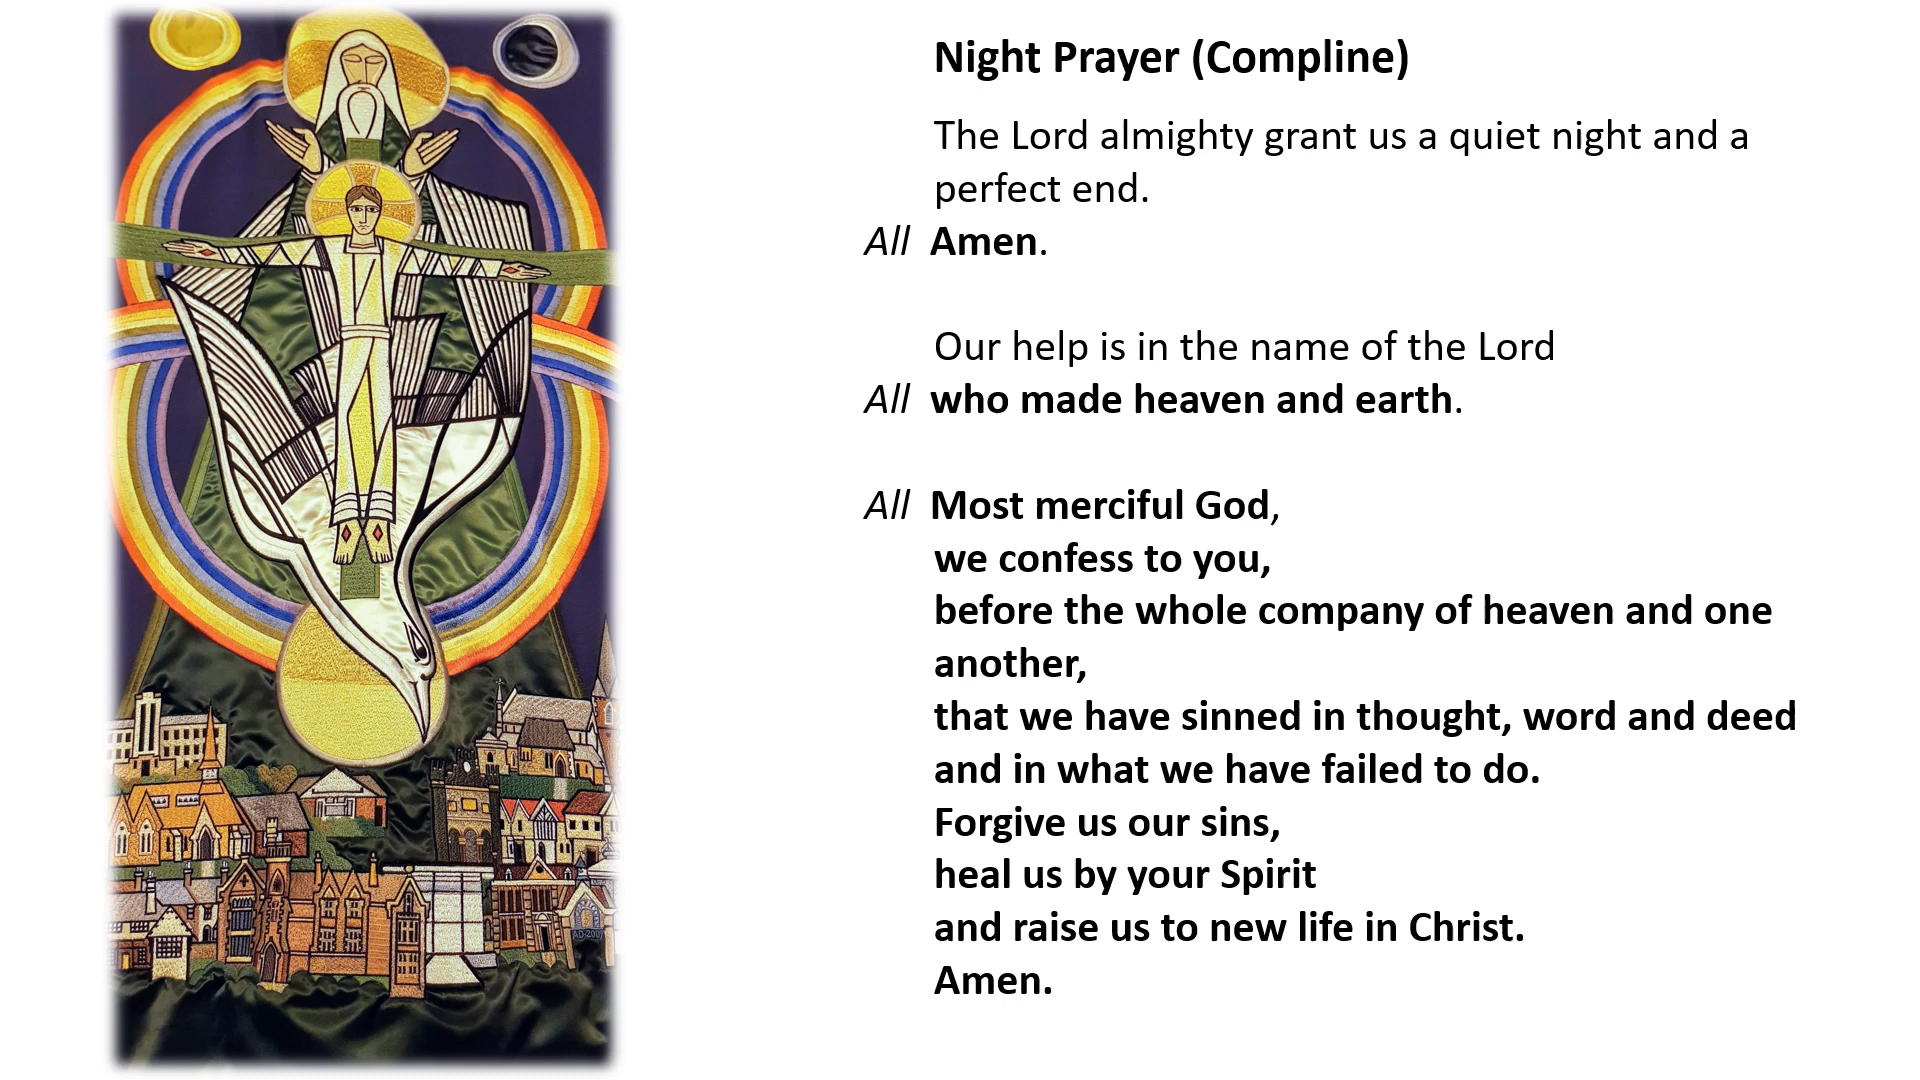 Night Prayer (Compline)
The Lord almighty grant us a quiet night and a
perfect end.
All Amen.
Our help is in the name of the Lord
All who made heaven and earth.
All Most merciful God,
we confess to you,
before the whole company of heaven and one
another,
that we have sinned in thought, word and deed
and in what we have failed to do.
Forgive us our sins,
heal us by your Spirit
and raise us to new life in Christ.
Amen.